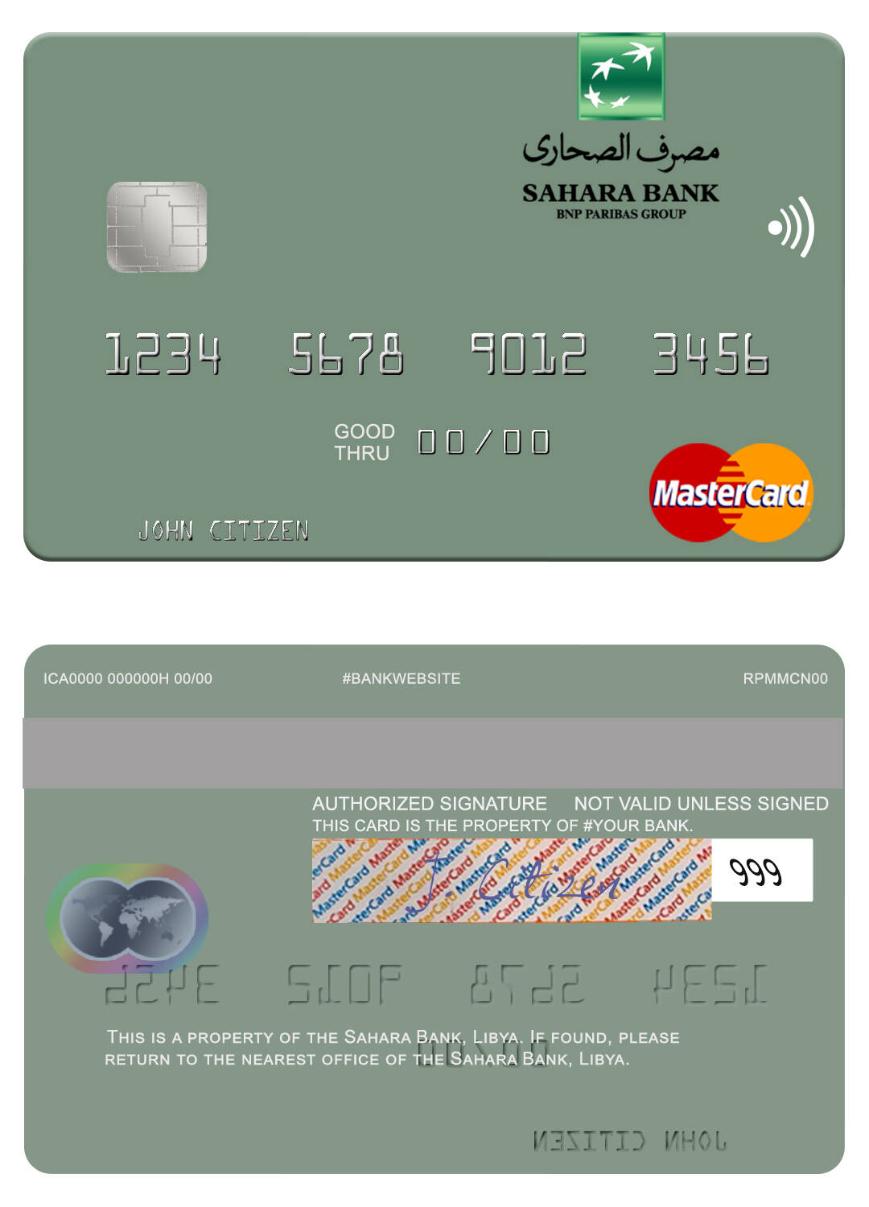 مصرف الصحارى
SAHARA BANK
BNP PARIBAS GROUP
1234 5678 9012 3456
GOOD THRU 00/00
JOHN CITIZEN
MasterCard
ICA0000 000000H 00/00 #BANKWEBSITE RPMMCN00
AUTHORIZED SIGNATURE NOT VALID UNLESS SIGNED
THIS CARD IS THE PROPERTY OF #YOUR BANK.
MasterCard MasterCard MasterCard MasterCard
J. Citizen
999
1234 5678 9012 3456
THIS IS A PROPERTY OF THE SAHARA BANK, LIBYA. IF FOUND, PLEASE
RETURN TO THE NEAREST OFFICE OF THE SAHARA BANK, LIBYA.
00/00
JOHN CITIZEN